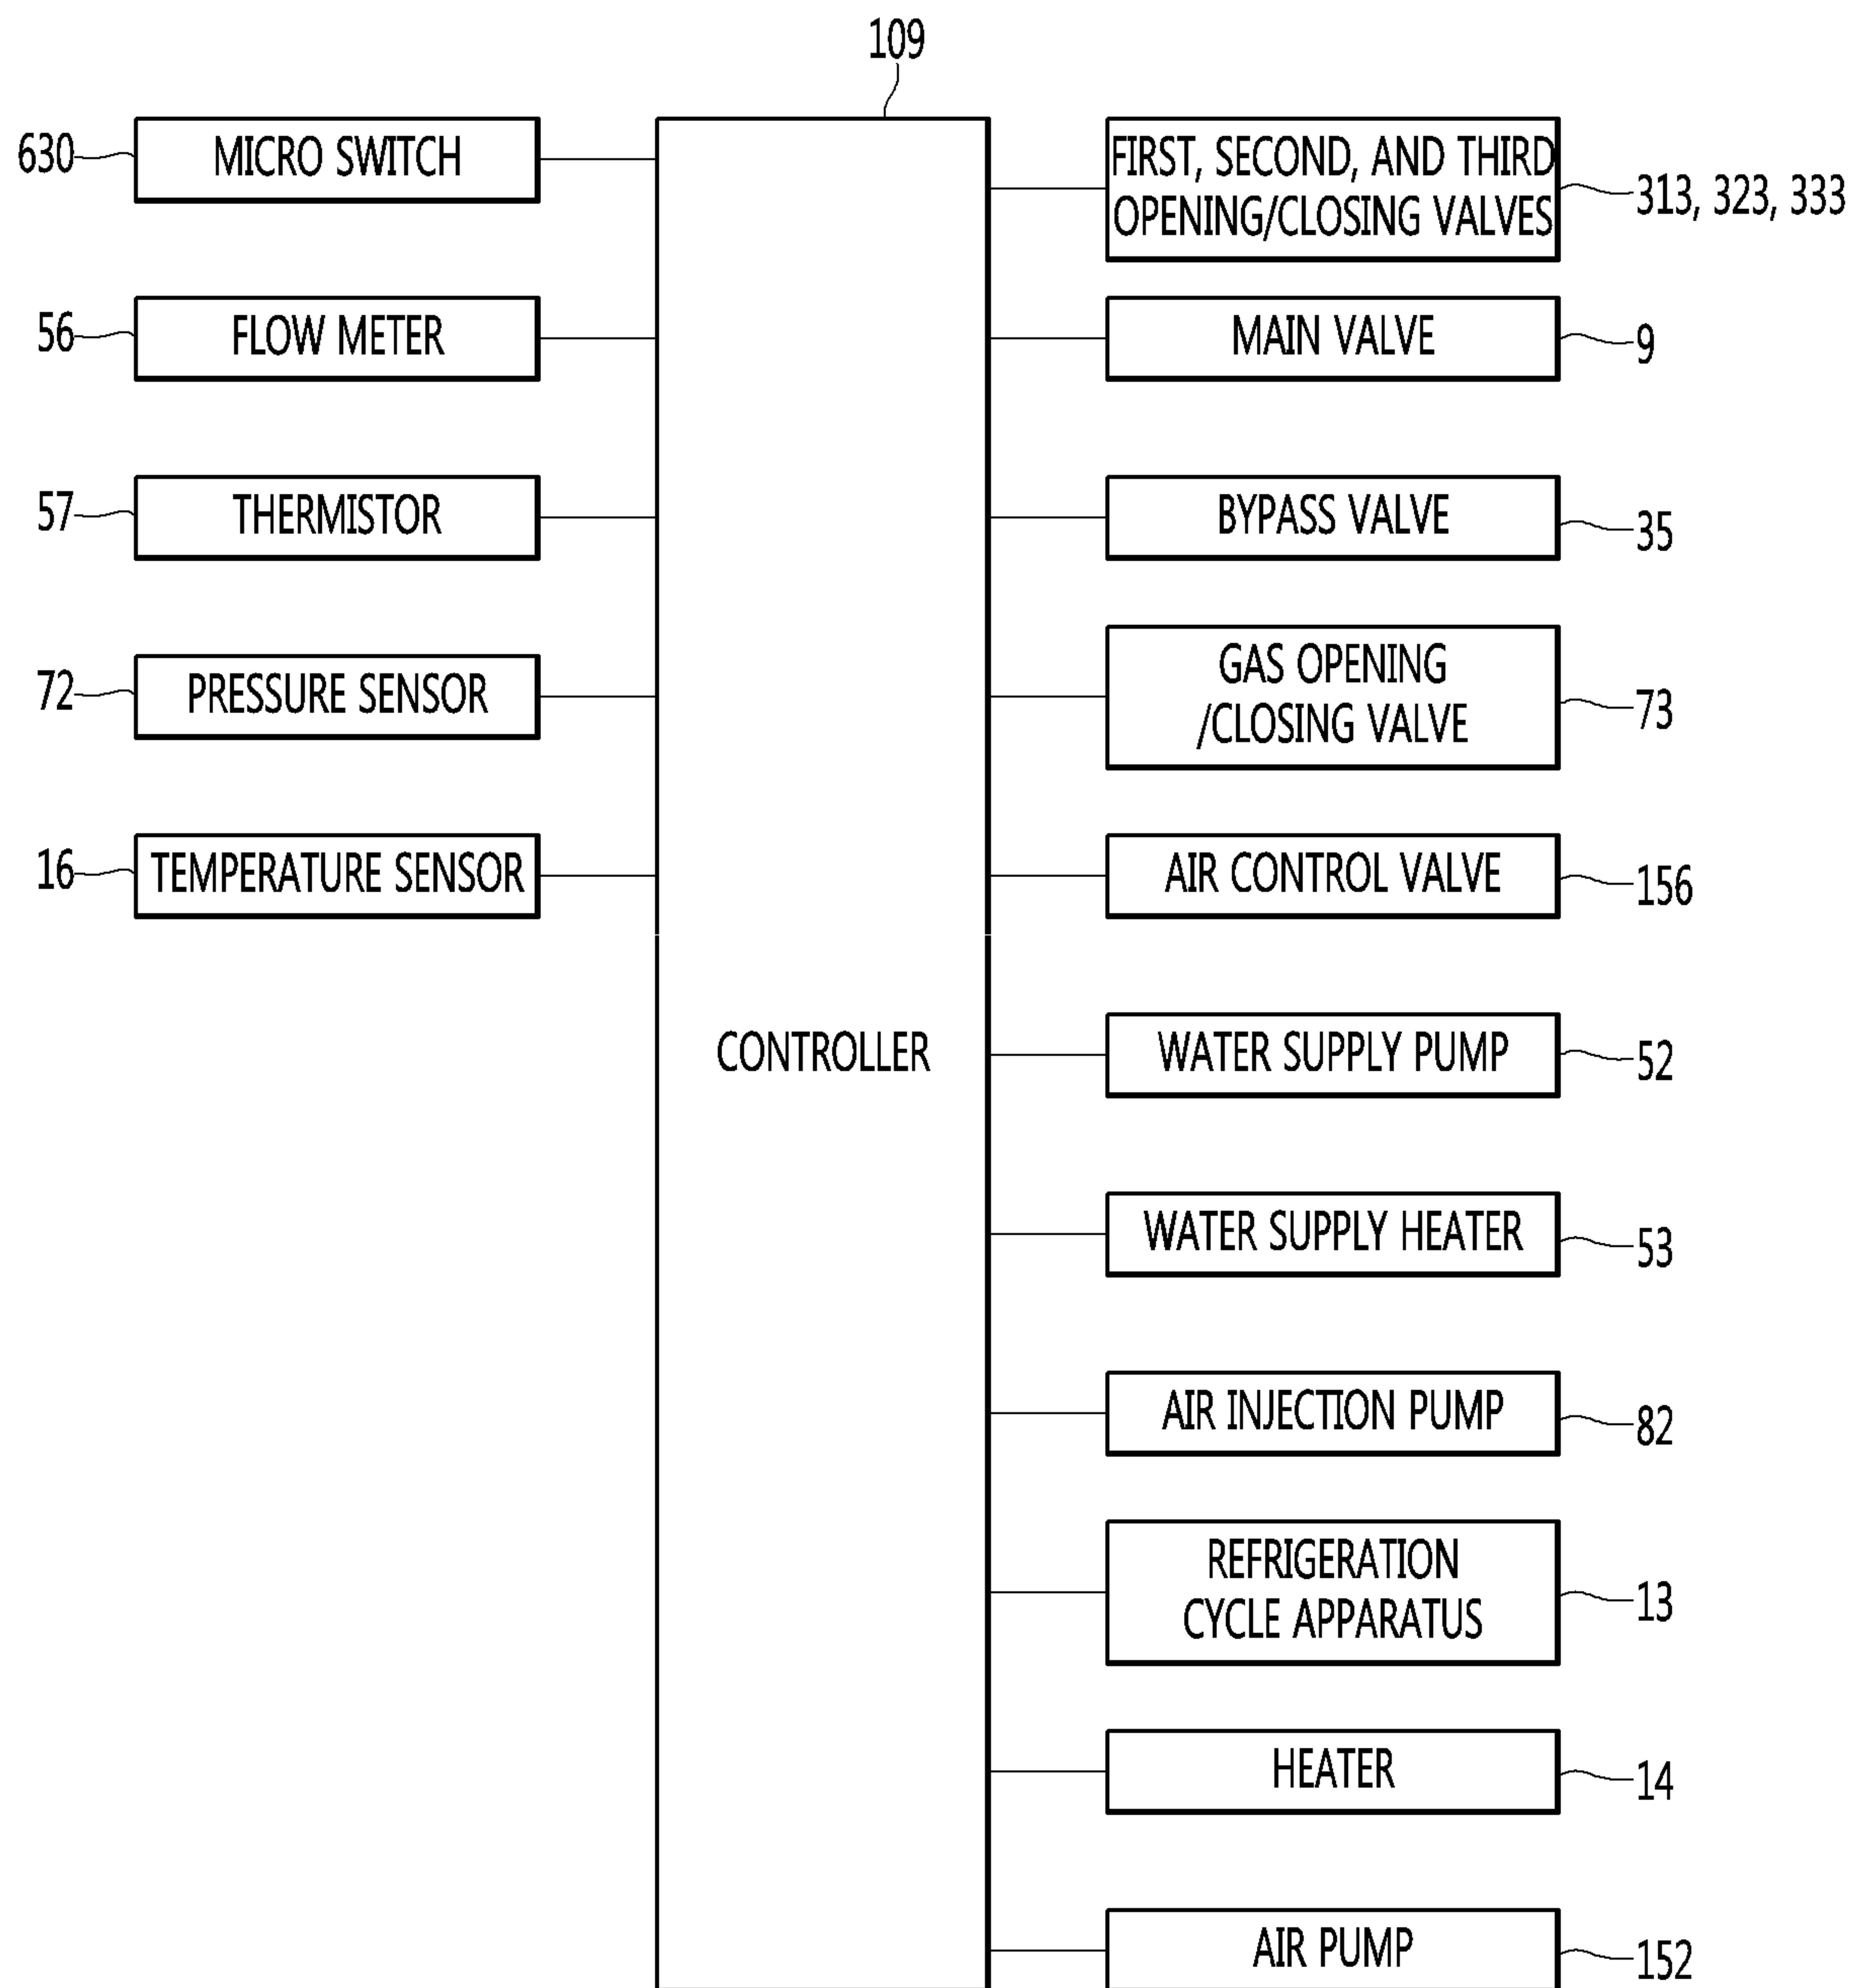 109
630
MICRO SWITCH
56
FLOW METER
57
THERMISTOR
72
PRESSURE SENSOR
16
TEMPERATURE SENSOR
CONTROLLER
FIRST, SECOND, AND THIRD
OPENING/CLOSING VALVES
313, 323, 333
MAIN VALVE
9
BYPASS VALVE
35
GAS OPENING
/CLOSING VALVE
73
AIR CONTROL VALVE
156
WATER SUPPLY PUMP
52
WATER SUPPLY HEATER
53
AIR INJECTION PUMP
82
REFRIGERATION
CYCLE APPARATUS
13
HEATER
14
AIR PUMP
152